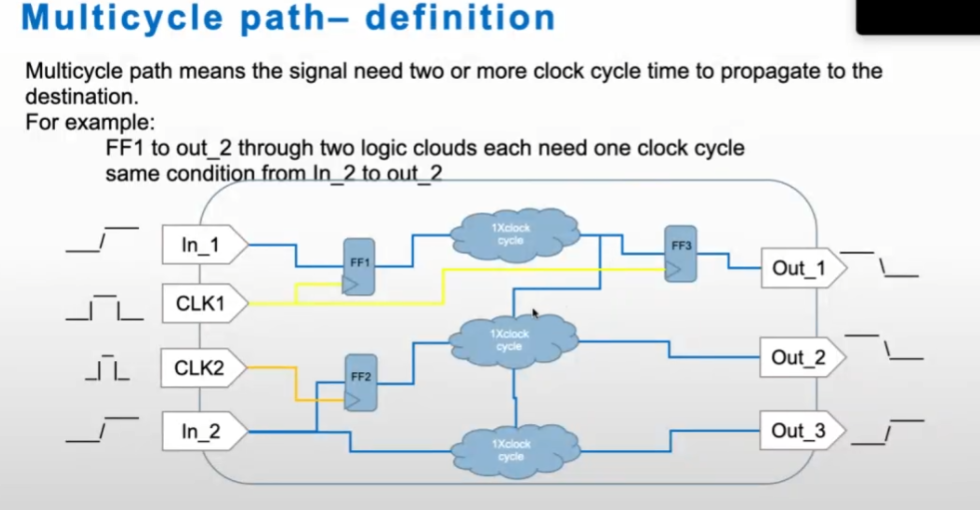 Multicycle path– definition
Multicycle path means the signal need two or more clock cycle time to propagate to the
destination.
For example:
FF1 to out_2 through two logic clouds each need one clock cycle
same condition from In_2 to out_2
In_1
FF1
1Xclock
cycle
FF3
Out_1
CLK1
1Xclock
cycle
Out_2
CLK2
FF2
In_2
1Xclock
cycle
Out_3